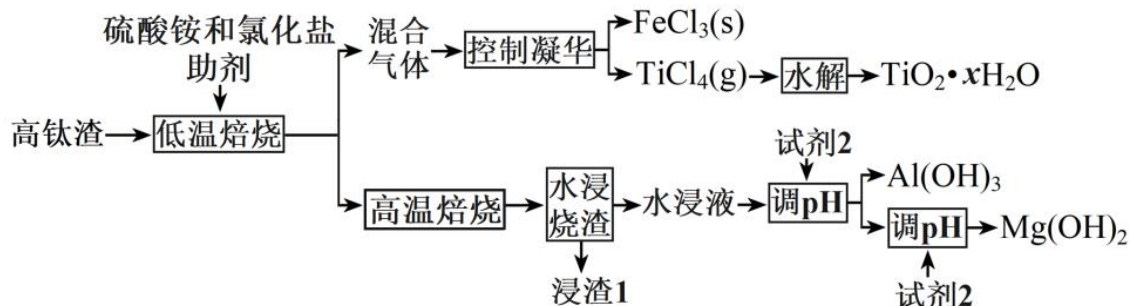 硫酸铵和氯化盐
助剂
混合
气体
控制凝华
FeCl₃(s)
TiCl₄(g)
水解
TiO₂•xH₂O
高钛渣
低温焙烧
高温焙烧
水浸
烧渣
水浸液
试剂2
调pH
Al(OH)₃
调pH
Mg(OH)₂
浸渣1
试剂2